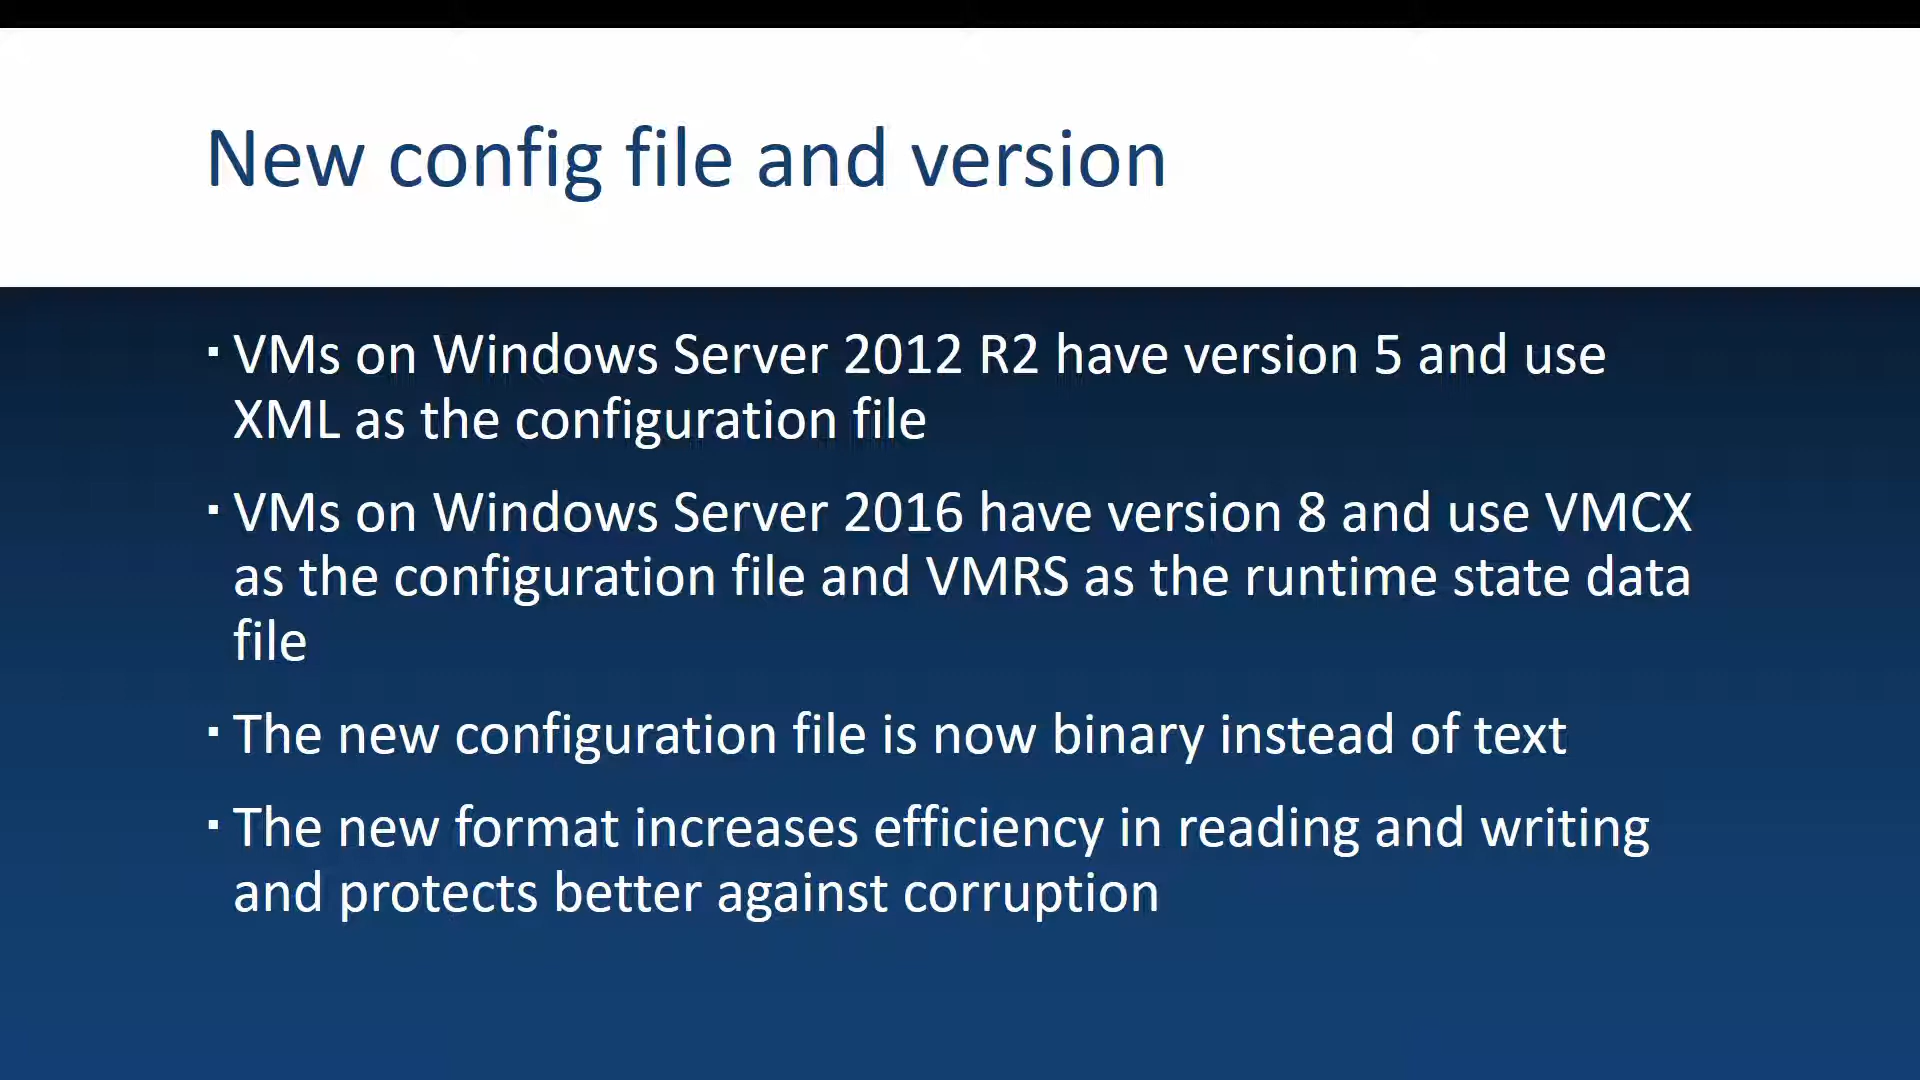 New config file and version
▪ VMs on Windows Server 2012 R2 have version 5 and use
XML as the configuration file
▪ VMs on Windows Server 2016 have version 8 and use VMCX
as the configuration file and VMRS as the runtime state data
file
▪ The new configuration file is now binary instead of text
▪ The new format increases efficiency in reading and writing
and protects better against corruption